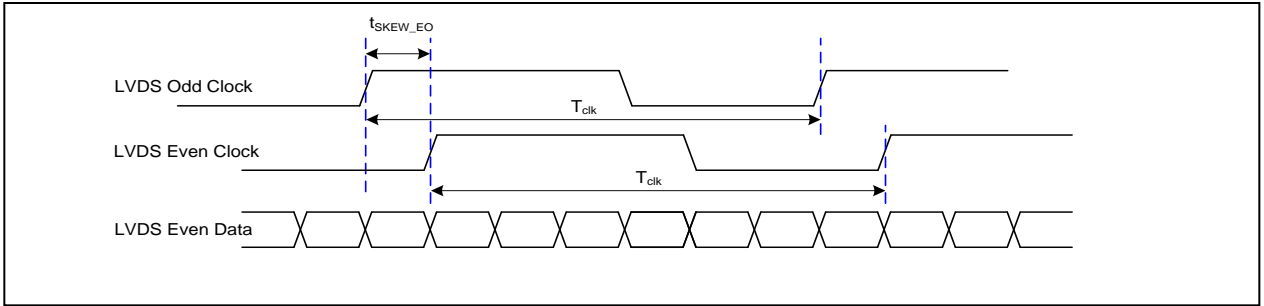 tSKEW_EO
LVDS Odd Clock
Tclk
LVDS Even Clock
Tclk
LVDS Even Data